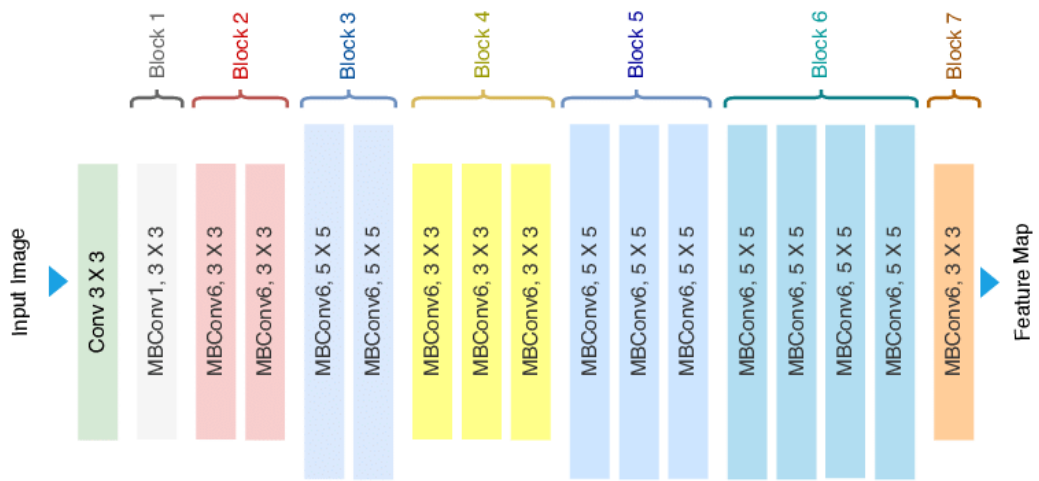 Input Image
Conv 3 X 3
Block 1
MBConv1, 3 X 3
Block 2
MBConv6, 3 X 3
MBConv6, 3 X 3
Block 3
MBConv6, 5 X 5
MBConv6, 5 X 5
Block 4
MBConv6, 3 X 3
MBConv6, 3 X 3
MBConv6, 3 X 3
Block 5
MBConv6, 5 X 5
MBConv6, 5 X 5
MBConv6, 5 X 5
Block 6
MBConv6, 5 X 5
MBConv6, 5 X 5
MBConv6, 5 X 5
MBConv6, 5 X 5
Block 7
MBConv6, 3 X 3
Feature Map